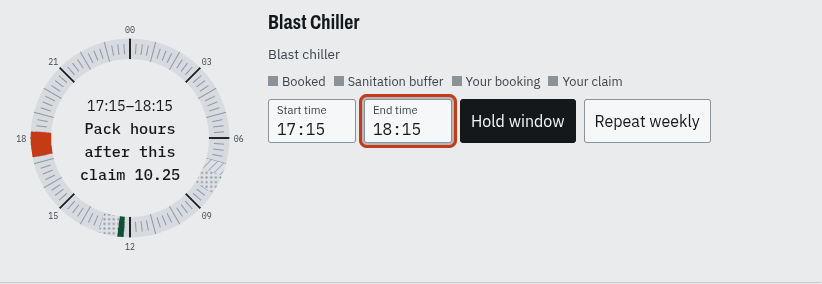 Blast Chiller
Blast chiller
Booked
Sanitation buffer
Your booking
Your claim
Start time
17:15
End time
18:15
Hold window
Repeat weekly
00
03
06
09
12
15
18
21
17:15–18:15
Pack hours
after this
claim 10.25